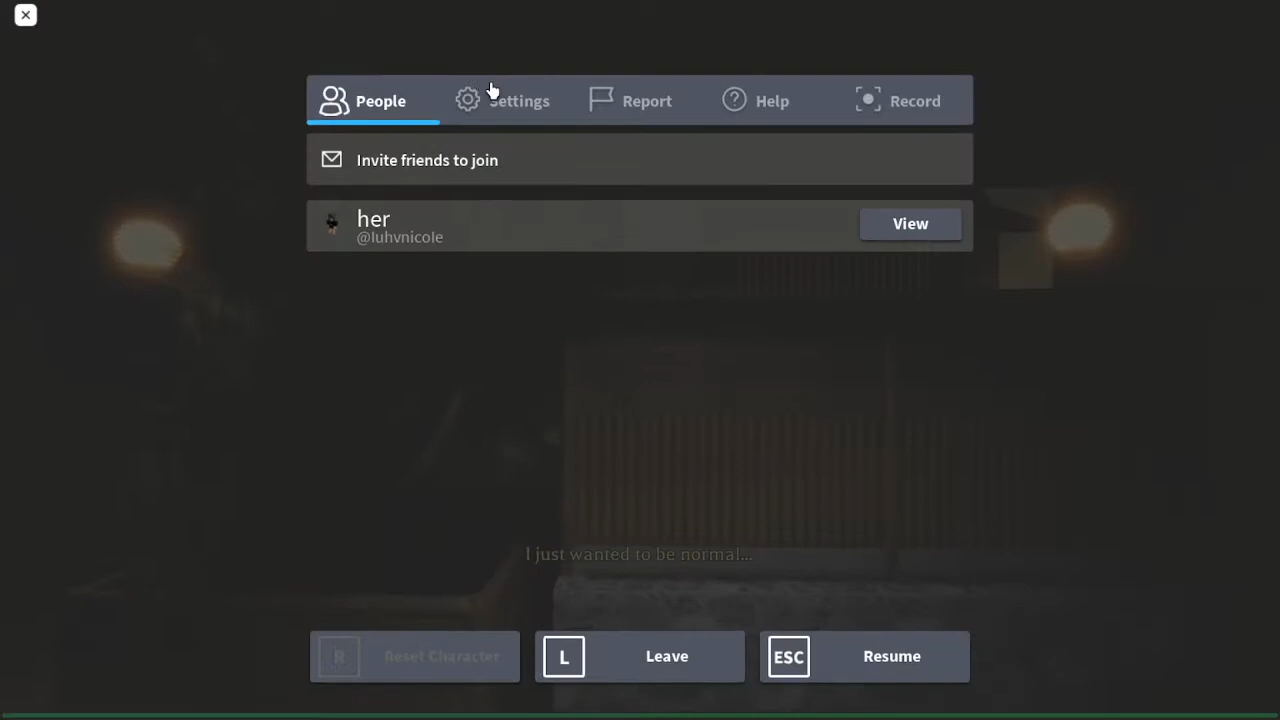 People
Settings
Report
Help
Record
Invite friends to join
her
@luhvnicole
View
I just wanted to be normal...
R Reset Character
L Leave
ESC Resume